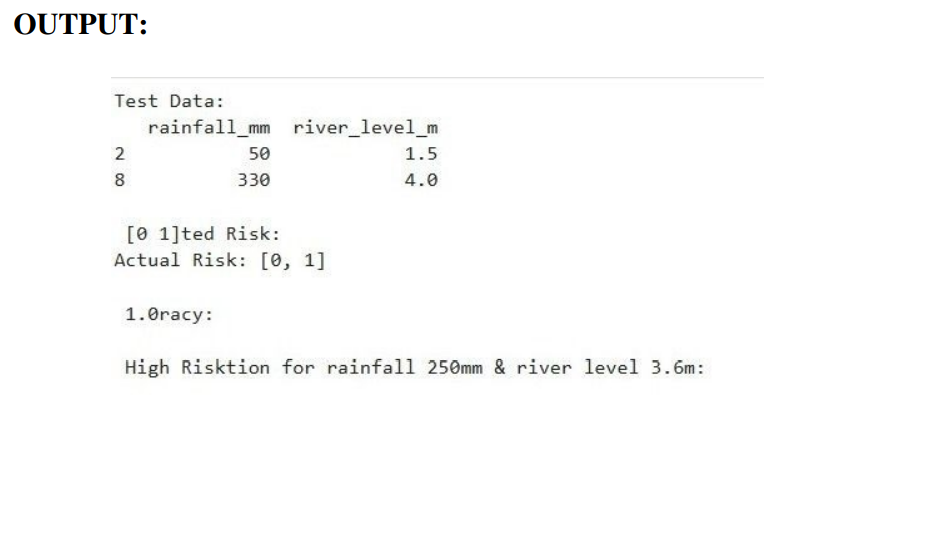 OUTPUT:
Test Data:
rainfall_mm river_level_m
2 50 1.5
8 330 4.0
[0 1]ted Risk:
Actual Risk: [0, 1]
1.0racy:
High Risktion for rainfall 250mm & river level 3.6m: